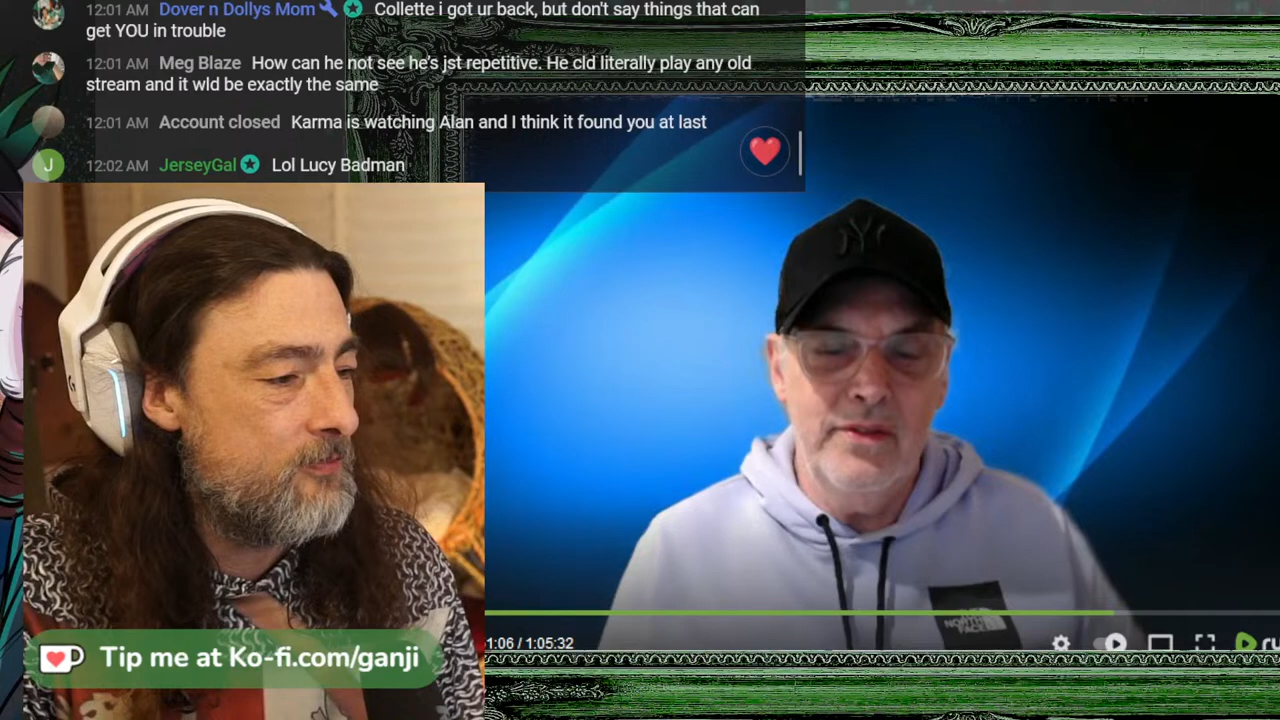 12:01 AM Dover n Dollys Mom Collette i got ur back, but don't say things that can
get YOU in trouble
12:01 AM Meg Blaze How can he not see he's jst repetitive. He cld literally play any old
stream and it wld be exactly the same
12:01 AM Account closed Karma is watching Alan and I think it found you at last
J 12:02 AM JerseyGal Lol Lucy Badman
NY
G
THE
NORTH
FACE
1:06 / 1:05:32
ru
Tip me at Ko-fi.com/ganji